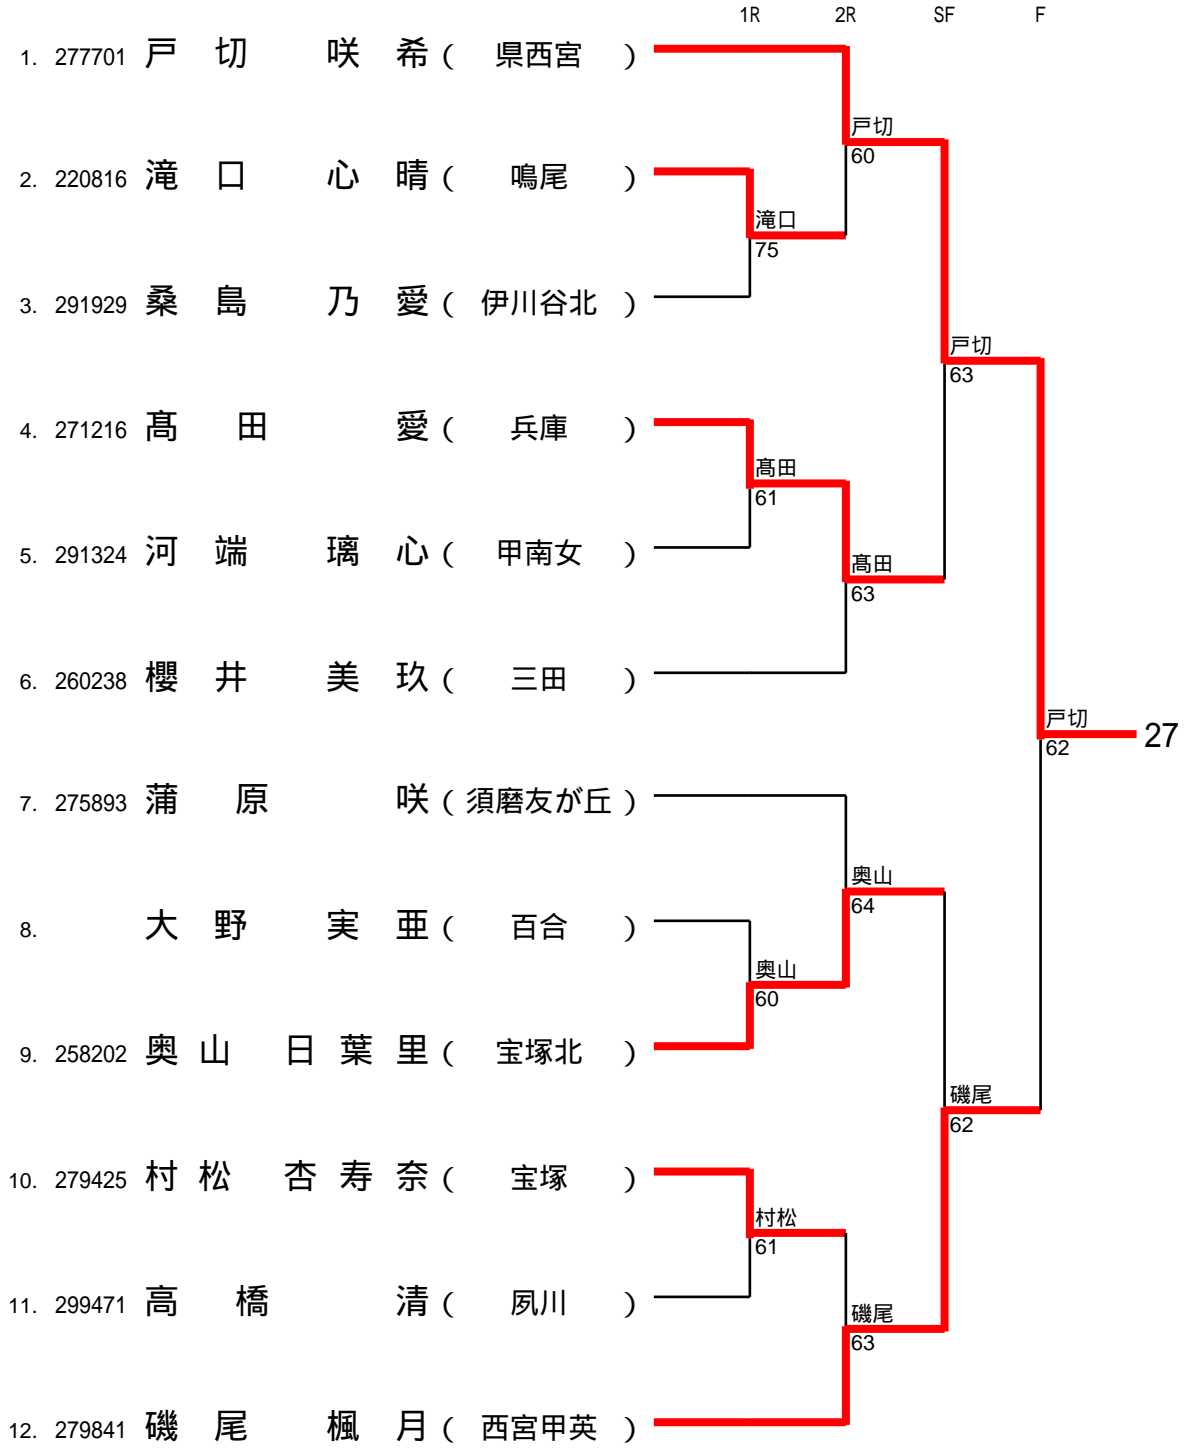 1R 2R SF F
1. 277701 戸切 咲希 ( 県西宮 )
戸切
60
2. 220816 滝口 心晴 ( 鳴尾 )
滝口
75
3. 291929 桑島 乃愛 ( 伊川谷北 )
戸切
63
4. 271216 髙田 愛 ( 兵庫 )
髙田
61
5. 291324 河端 璃心 ( 甲南女 )
髙田
63
6. 260238 櫻井 美玖 ( 三田 )
戸切
62
27
7. 275893 蒲原 咲 ( 須磨友が丘 )
奥山
64
8. 大野 実亜 ( 百合 )
奥山
60
9. 258202 奥山 日葉里 ( 宝塚北 )
磯尾
62
10. 279425 村松 杏寿奈 ( 宝塚 )
村松
61
11. 299471 高橋 清 ( 夙川 )
磯尾
63
12. 279841 磯尾 楓月 ( 西宮甲英 )